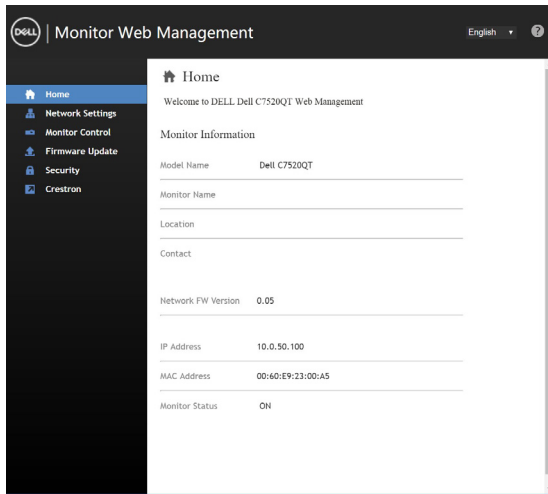 DELL | Monitor Web Management
English
?
Home
Network Settings
Monitor Control
Firmware Update
Security
Crestron
Home
Welcome to DELL Dell C7520QT Web Management
Monitor Information
Model Name Dell C7520QT
Monitor Name
Location
Contact
Network FW Version 0.05
IP Address 10.0.50.100
MAC Address 00:60:E9:23:00:A5
Monitor Status ON